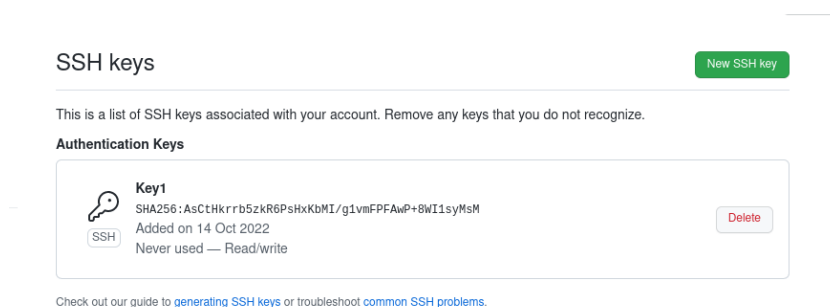 SSH keys
New SSH key
This is a list of SSH keys associated with your account. Remove any keys that you do not recognize.
Authentication Keys
Key1
SHA256:AsCtHkrrb5zkR6PsHxKbMI/g1vmFPFAwP+8WI1syMsM
Added on 14 Oct 2022
SSH
Never used — Read/write
Delete
Check out our guide to generating SSH keys or troubleshoot common SSH problems.